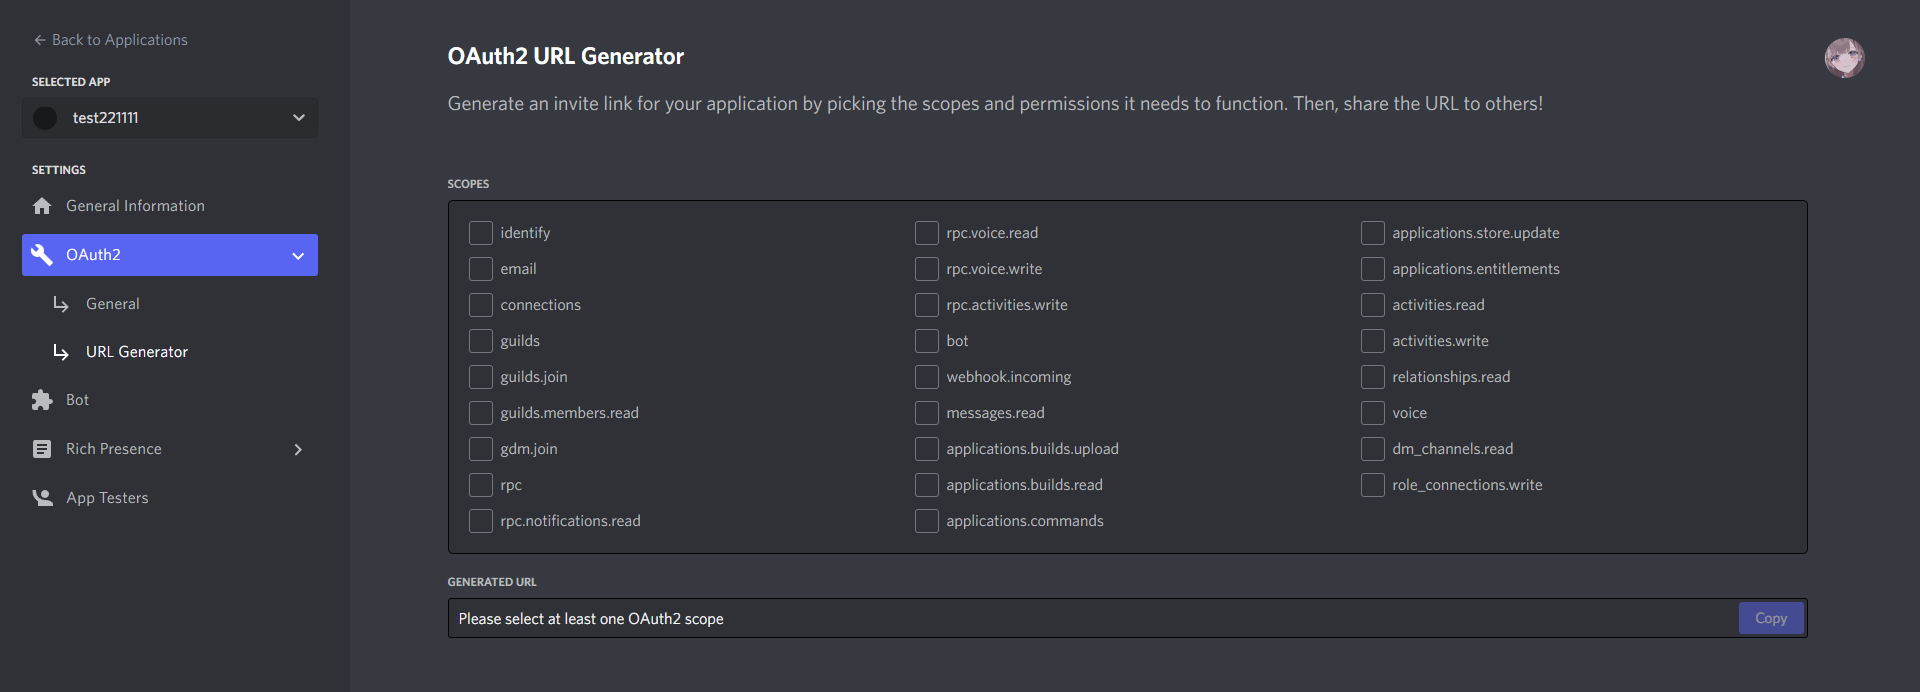 Back to Applications
SELECTED APP
test221111
SETTINGS
General Information
OAuth2
General
URL Generator
Bot
Rich Presence
App Testers
OAuth2 URL Generator
Generate an invite link for your application by picking the scopes and permissions it needs to function. Then, share the URL to others!
SCOPES
identify
email
connections
guilds
guilds.join
guilds.members.read
gdm.join
rpc
rpc.notifications.read
rpc.voice.read
rpc.voice.write
rpc.activities.write
bot
webhook.incoming
messages.read
applications.builds.upload
applications.builds.read
applications.commands
applications.store.update
applications.entitlements
activities.read
activities.write
relationships.read
voice
dm_channels.read
role_connections.write
GENERATED URL
Please select at least one OAuth2 scope
Copy